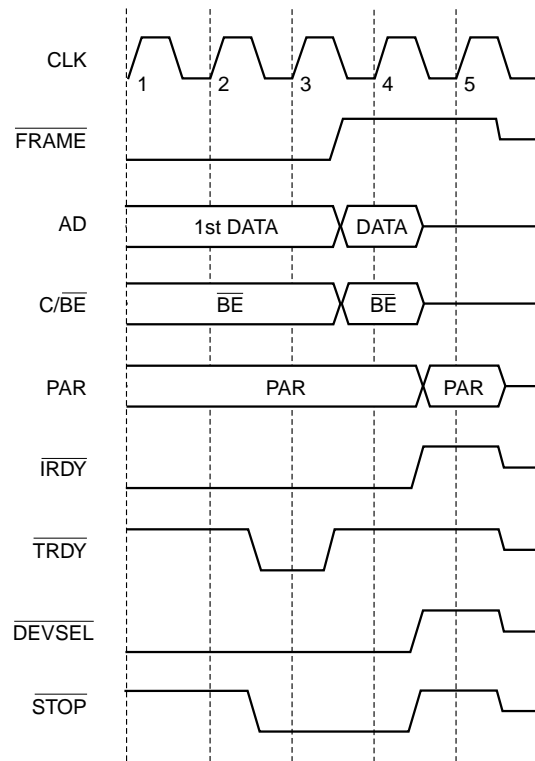 CLK
1 2 3 4 5
FRAME
AD 1st DATA DATA
C/BE BE BE
PAR PAR PAR
IRDY
TRDY
DEVSEL
STOP